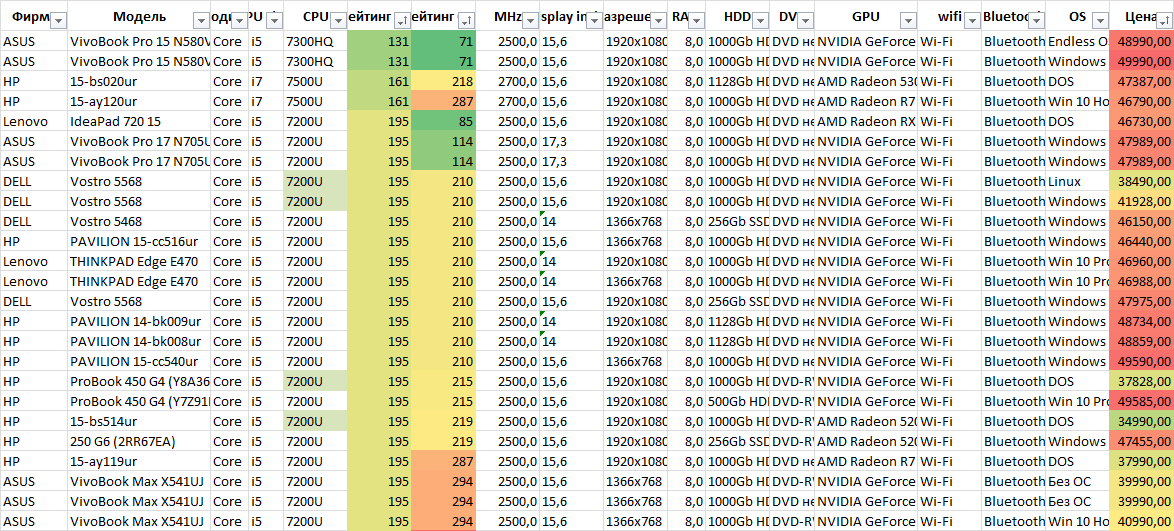 Фирм Модель оди PU CPU ейтинг ейтинг MHz splay in азреше RA HDD DV GPU wifi Bluetoo OS Цена
ASUS VivoBook Pro 15 N580V Core i5 7300HQ 131 71 2500,0 15,6 1920x1080 8,0 1000Gb HD DVD не NVIDIA GeForce Wi-Fi Bluetooth Endless O 48990,00
ASUS VivoBook Pro 15 N580V Core i5 7300HQ 131 71 2500,0 15,6 1920x1080 8,0 1000Gb HD DVD не NVIDIA GeForce Wi-Fi Bluetooth Windows 49990,00
HP 15-bs020ur Core i7 7500U 161 218 2700,0 15,6 1920x1080 8,0 1128Gb HD DVD не AMD Radeon 530 Wi-Fi Bluetooth DOS 47387,00
HP 15-ay120ur Core i7 7500U 161 287 2700,0 15,6 1920x1080 8,0 1000Gb HD DVD не AMD Radeon R7 Wi-Fi Bluetooth Win 10 Ho 46790,00
Lenovo IdeaPad 720 15 Core i5 7200U 195 85 2500,0 15,6 1920x1080 8,0 1000Gb HD DVD не AMD Radeon RX Wi-Fi Bluetooth DOS 46730,00
ASUS VivoBook Pro 17 N705U Core i5 7200U 195 114 2500,0 17,3 1920x1080 8,0 1000Gb HD DVD не NVIDIA GeForce Wi-Fi Bluetooth Windows 47989,00
ASUS VivoBook Pro 17 N705U Core i5 7200U 195 114 2500,0 17,3 1920x1080 8,0 1000Gb HD DVD не NVIDIA GeForce Wi-Fi Bluetooth Windows 47989,00
DELL Vostro 5568 Core i5 7200U 195 210 2500,0 15,6 1920x1080 8,0 1000Gb HD DVD не NVIDIA GeForce Wi-Fi Bluetooth Linux 38490,00
DELL Vostro 5568 Core i5 7200U 195 210 2500,0 15,6 1920x1080 8,0 1000Gb HD DVD не NVIDIA GeForce Wi-Fi Bluetooth Windows 41928,00
DELL Vostro 5468 Core i5 7200U 195 210 2500,0 14 1366x768 8,0 256Gb SSD DVD не NVIDIA GeForce Wi-Fi Bluetooth Windows 46150,00
HP PAVILION 15-cc516ur Core i5 7200U 195 210 2500,0 15,6 1366x768 8,0 1000Gb HD DVD не NVIDIA GeForce Wi-Fi Bluetooth Windows 46440,00
Lenovo THINKPAD Edge E470 Core i5 7200U 195 210 2500,0 14 1920x1080 8,0 1000Gb HD DVD не NVIDIA GeForce Wi-Fi Bluetooth Win 10 Pro 46960,00
Lenovo THINKPAD Edge E470 Core i5 7200U 195 210 2500,0 14 1366x768 8,0 1000Gb HD DVD не NVIDIA GeForce Wi-Fi Bluetooth Win 10 Pro 46988,00
DELL Vostro 5568 Core i5 7200U 195 210 2500,0 15,6 1920x1080 8,0 256Gb SSD DVD не NVIDIA GeForce Wi-Fi Bluetooth Windows 47975,00
HP PAVILION 14-bk009ur Core i5 7200U 195 210 2500,0 14 1920x1080 8,0 1128Gb HD DVD не NVIDIA GeForce Wi-Fi Bluetooth Windows 48734,00
HP PAVILION 14-bk008ur Core i5 7200U 195 210 2500,0 14 1920x1080 8,0 1128Gb HD DVD не NVIDIA GeForce Wi-Fi Bluetooth Windows 48859,00
HP PAVILION 15-cc540ur Core i5 7200U 195 210 2500,0 15,6 1366x768 8,0 1000Gb HD DVD не NVIDIA GeForce Wi-Fi Bluetooth Windows 49590,00
HP ProBook 450 G4 (Y8A36 Core i5 7200U 195 215 2500,0 15,6 1920x1080 8,0 1000Gb HD DVD-RV NVIDIA GeForce Wi-Fi Bluetooth DOS 37828,00
HP ProBook 450 G4 (Y7Z91 Core i5 7200U 195 215 2500,0 15,6 1920x1080 8,0 500Gb HDD DVD-RV NVIDIA GeForce Wi-Fi Bluetooth Win 10 Pro 49585,00
HP 15-bs514ur Core i5 7200U 195 219 2500,0 15,6 1920x1080 8,0 1000Gb HD DVD-RV AMD Radeon 520 Wi-Fi Bluetooth DOS 34990,00
HP 250 G6 (2RR67EA) Core i5 7200U 195 219 2500,0 15,6 1920x1080 8,0 256Gb SSD DVD-RV AMD Radeon 520 Wi-Fi Bluetooth Windows 47455,00
HP 15-ay119ur Core i5 7200U 195 287 2500,0 15,6 1366x768 8,0 1000Gb HD DVD не AMD Radeon R7 Wi-Fi Bluetooth DOS 37990,00
ASUS VivoBook Max X541UJ Core i5 7200U 195 294 2500,0 15,6 1366x768 8,0 1000Gb HD DVD-RV NVIDIA GeForce Wi-Fi Bluetooth Без ОС 39990,00
ASUS VivoBook Max X541UJ Core i5 7200U 195 294 2500,0 15,6 1366x768 8,0 1000Gb HD DVD-RV NVIDIA GeForce Wi-Fi Bluetooth Без ОС 39990,00
ASUS VivoBook Max X541UJ Core i5 7200U 195 294 2500,0 15,6 1366x768 8,0 1000Gb HD DVD не NVIDIA GeForce Wi-Fi Bluetooth Win 10 Ho 40990,00